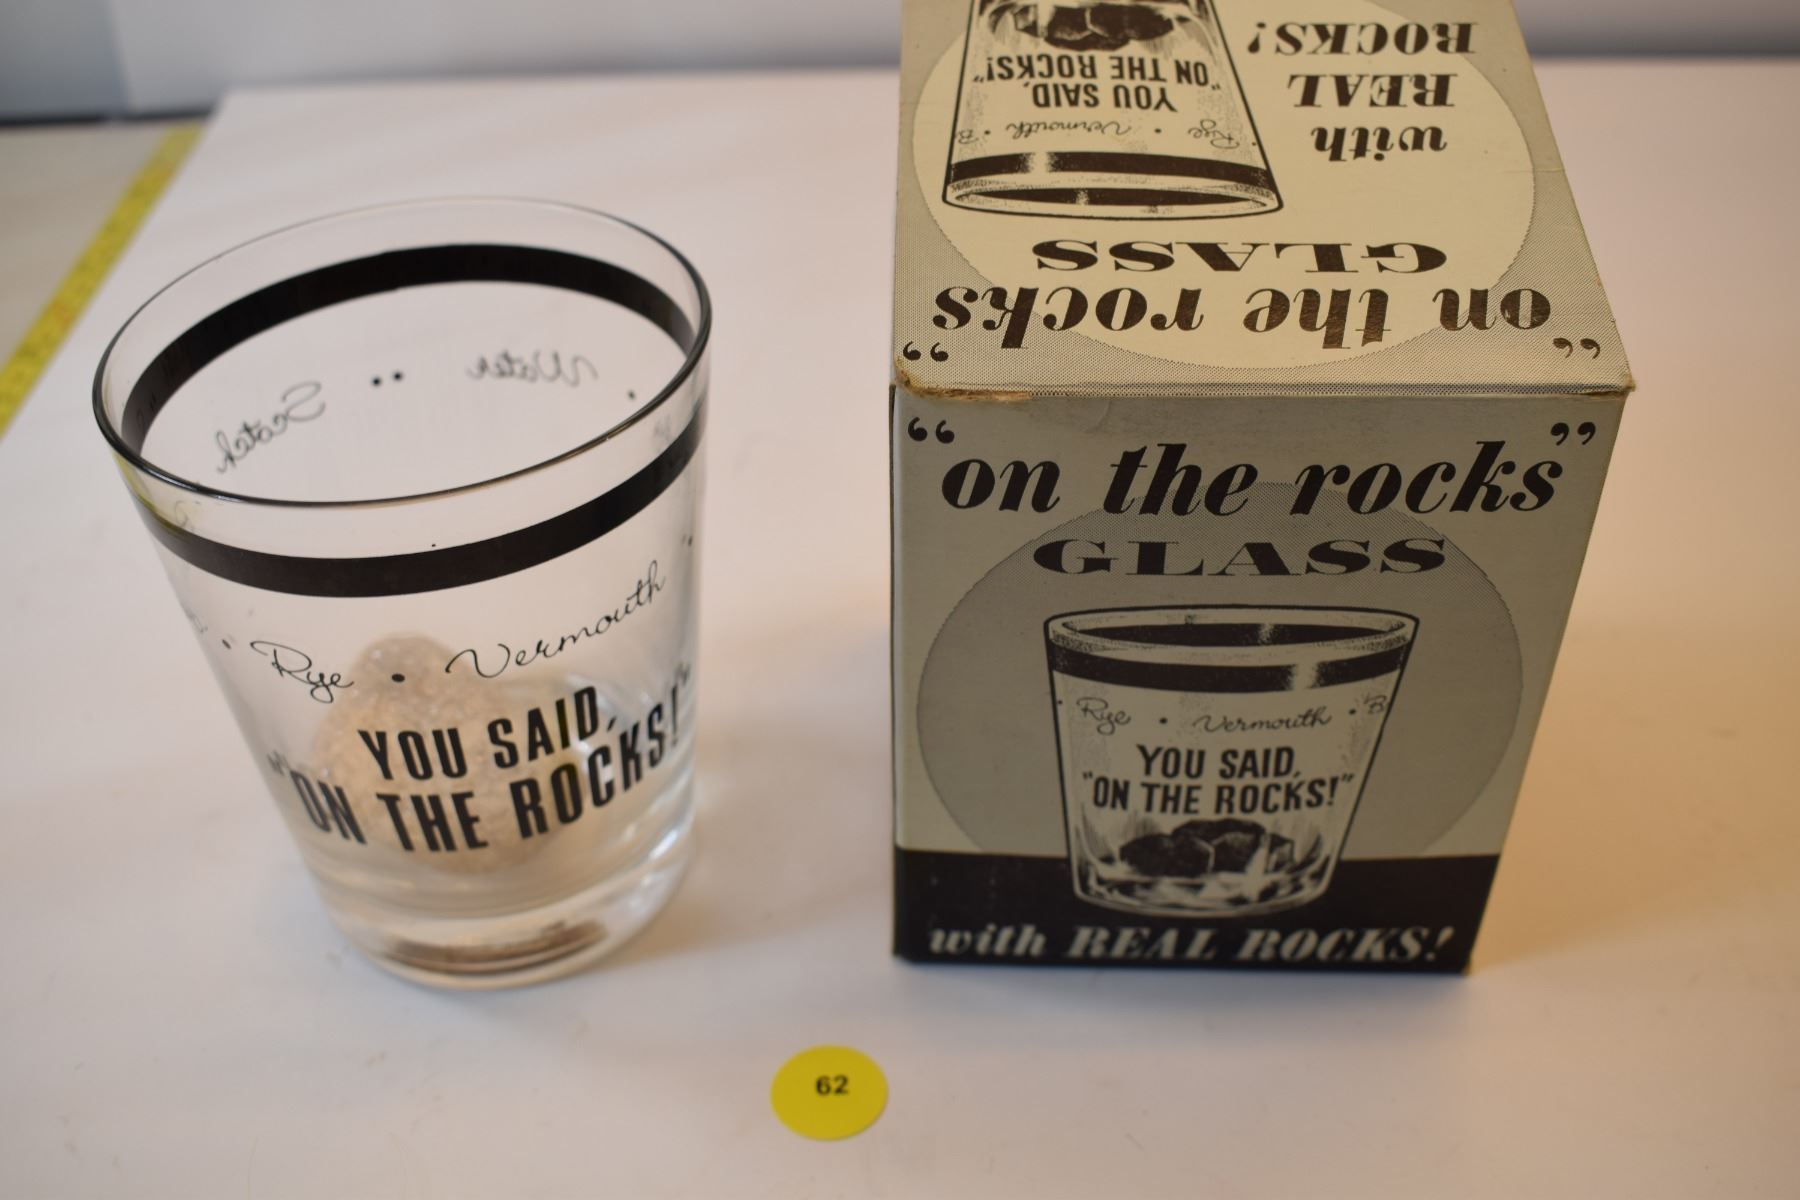 Scotch •• Water •
• Rye • Vermouth "
YOU SAID,
"ON THE ROCKS!"
with
REAL
ROCKS!
YOU SAID,
"ON THE ROCKS!"
Rye • Vermouth • B
"on the rocks"
GLASS
"on the rocks"
GLASS
• Rye • Vermouth • B
YOU SAID,
"ON THE ROCKS!"
with REAL ROCKS!
62